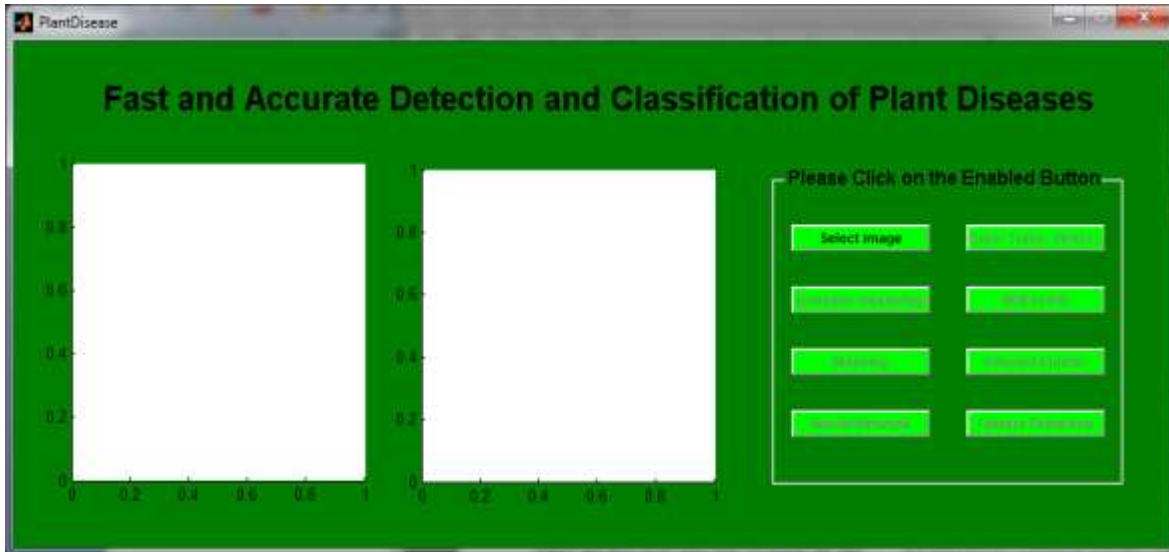 PlantDisease
Fast and Accurate Detection and Classification of Plant Diseases
1
0.8
0.6
0.4
0.2
0
0 0.2 0.4 0.6 0.8 1
1
0.8
0.6
0.4
0.2
0
0 0.2 0.4 0.6 0.8 1
Please Click on the Enabled Button
Select image
Masking
Feature Extraction